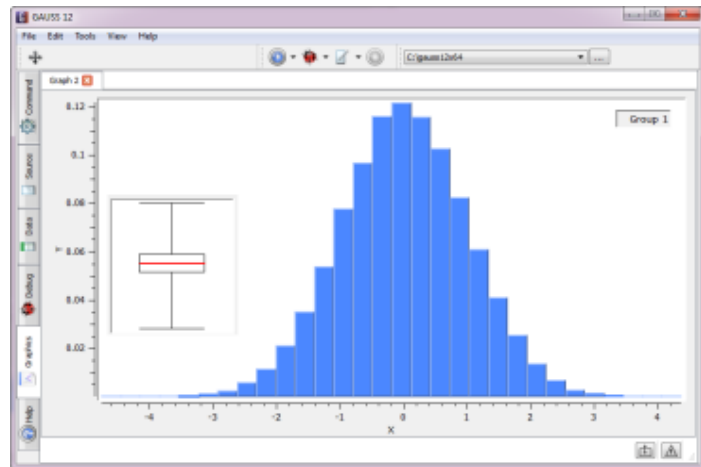 GAUSS 12
File Edit Tools View Help
C:\gauss12x64
...
Graph 2
Command
Source
Data
Debug
Graphics
Help
Group 1
0.12
0.1
0.08
0.06
0.04
0.02
Y
-4 -3 -2 -1 0 1 2 3 4
X